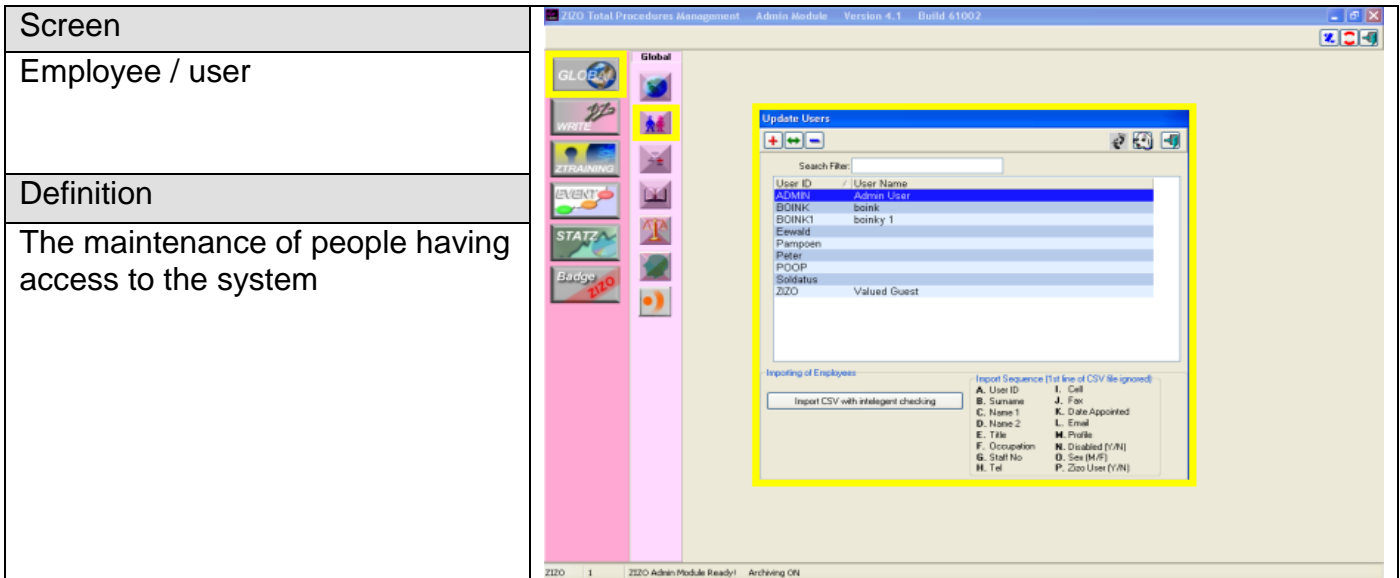 Screen
Employee / user
Definition
The maintenance of people having
access to the system
ZIZO Total Procedures Management Admin Module Version 4.1 Build 61002
Global
GLOBAL
WRITE
ZTRAINING
EVENT
STATZ
Badge
ZIZO
Update Users
Search Filter:
User ID / User Name
ADMIN Admin User
BOINK boink
BOINK1 boinky 1
Eewald
Pampoen
Peter
POOP
Soldatus
ZIZO Valued Guest
Importing of Employees
Import CSV with intelegent checking
Import Sequence (1st line of CSV file ignored)
A. User ID I. Cell
B. Surname J. Fax
C. Name 1 K. Date Appointed
D. Name 2 L. Email
E. Title M. Profile
F. Occupation N. Disabled (Y/N)
G. Staff No O. Sex (M/F)
H. Tel P. Zizo User (Y/N)
ZIZO 1 ZIZO Admin Module Ready! Archiving ON